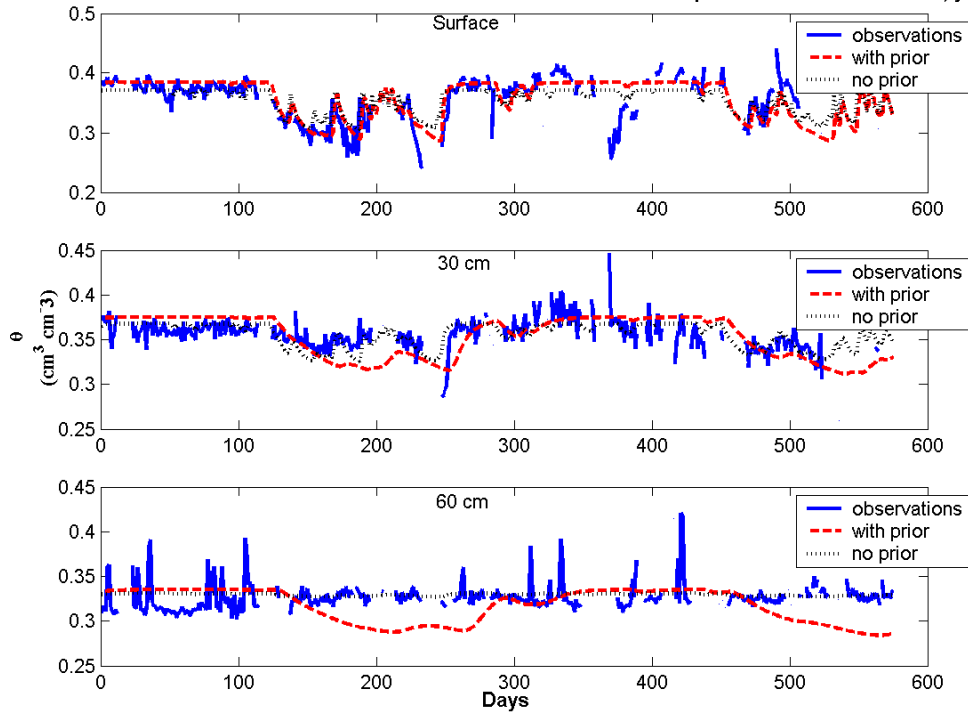 Surface
0.5
0.4
0.3
0.2
0 100 200 300 400 500 600
observations
with prior
no prior
30 cm
0.45
0.4
0.35
0.3
0.25
0 100 200 300 400 500 600
observations
with prior
no prior
θ
(cm3 cm-3)
60 cm
0.45
0.4
0.35
0.3
0.25
0 100 200 300 400 500 600
observations
with prior
no prior
Days